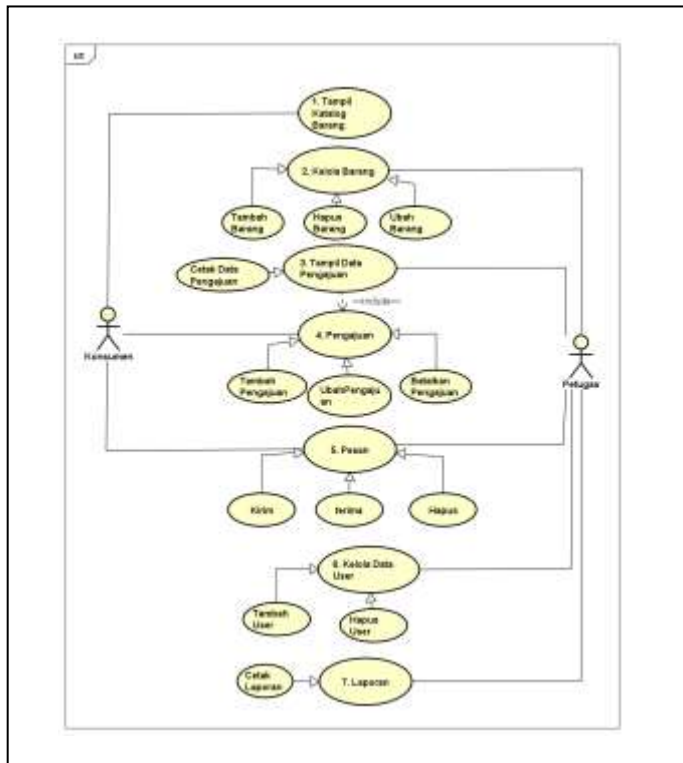 uc
1. Tampil
Katalog
Barang
2. Kelola Barang
Tambah
Barang
Hapus
Barang
Ubah
Barang
3. Tampil Data
Pengajuan
Cetak Data
Pengajuan
<<include>>
4. Pengajuan
Konsumen
Petugas
Tambah
Pengajuan
UbahPengaju
an
Batalkan
Pengajuan
5. Pesan
Kirim
terima
Hapus
6. Kelola Data
User
Tambah
User
Hapus
User
Cetak
Laporan
7. Laporan